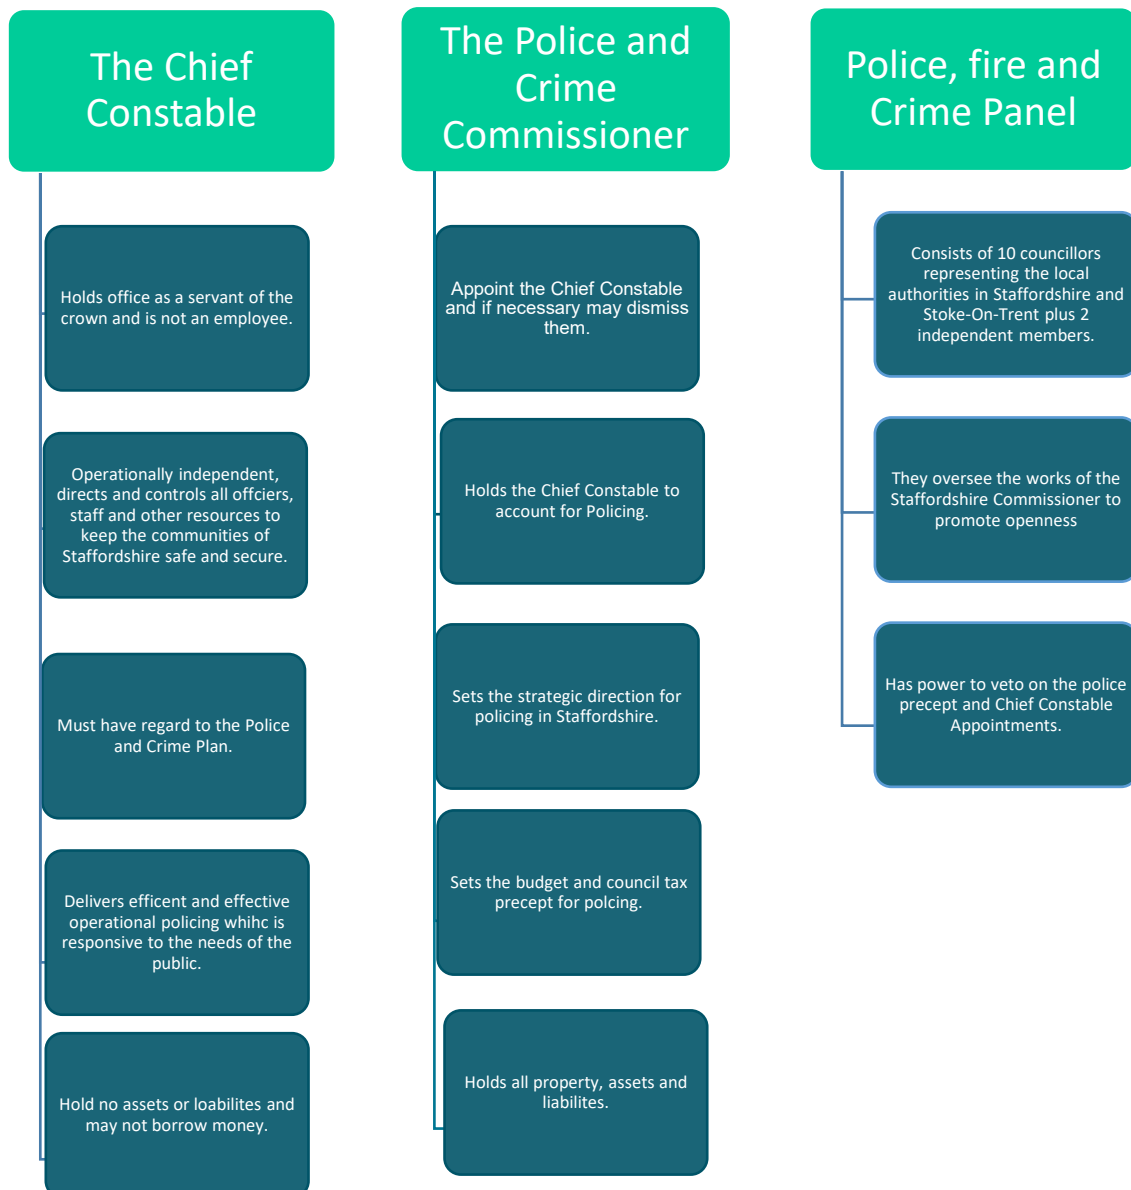 The Chief
Constable
Holds office as a servant of the
crown and is not an employee.
Operationally independent,
directs and controls all offciers,
staff and other resources to
keep the communities of
Staffordshire safe and secure.
Must have regard to the Police
and Crime Plan.
Delivers efficent and effective
operational policing whihc is
responsive to the needs of the
public.
Hold no assets or loabilites and
may not borrow money.
The Police and
Crime
Commissioner
Appoint the Chief Constable
and if necessary may dismiss
them.
Holds the Chief Constable to
account for Policing.
Sets the strategic direction for
policing in Staffordshire.
Sets the budget and council tax
precept for polcing.
Holds all property, assets and
liabilites.
Police, fire and
Crime Panel
Consists of 10 councillors
representing the local
authorities in Staffordshire and
Stoke-On-Trent plus 2
independent members.
They oversee the works of the
Staffordshire Commissioner to
promote openness
Has power to veto on the police
precept and Chief Constable
Appointments.